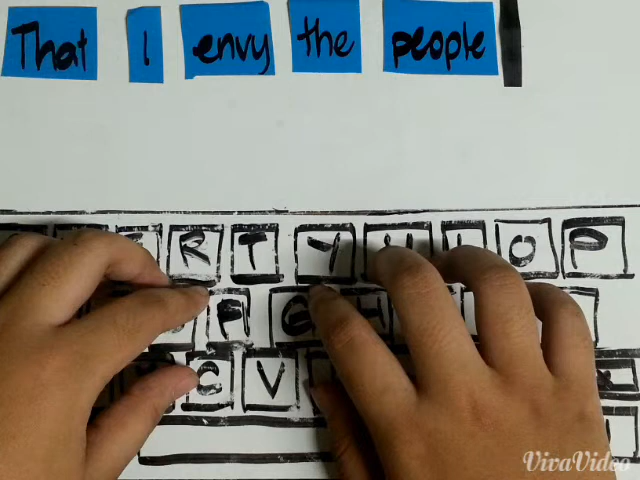 That I envy the people
R T Y U I O P
F G H
C V
VivaVideo